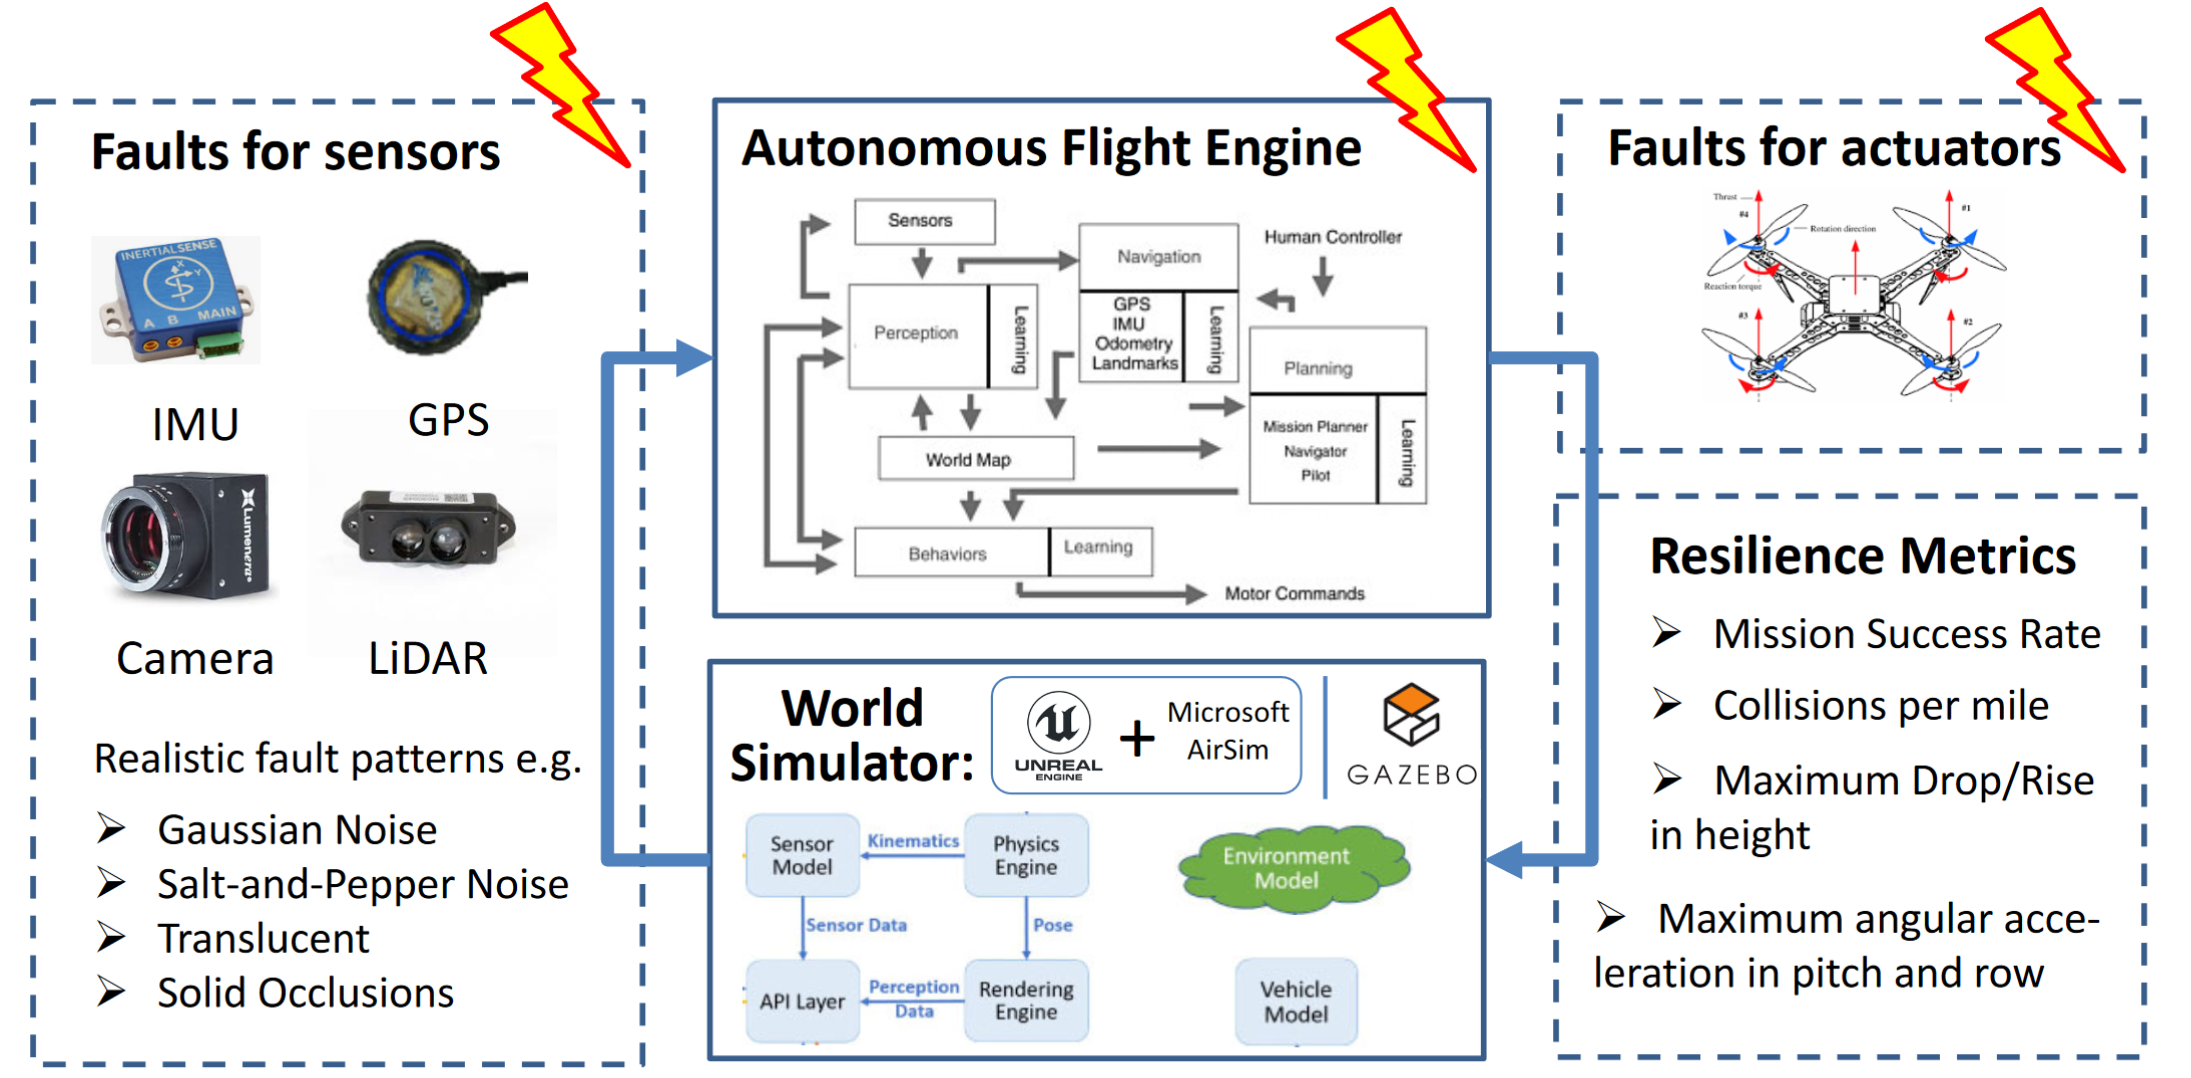 Faults for sensors
INERTIALSENSE
X
Y
A B MAIN
IMU
GPS
Lumenera
Camera
LiDAR
Realistic fault patterns e.g.
➢ Gaussian Noise
➢ Salt-and-Pepper Noise
➢ Translucent
➢ Solid Occlusions
Autonomous Flight Engine
Sensors
Perception
Learning
Navigation
GPS
IMU
Odometry
Landmarks
Learning
Human Controller
Planning
Mission Planner
Navigator
Pilot
Learning
World Map
Behaviors
Learning
Motor Commands
World
Simulator:
UNREAL
ENGINE
+
Microsoft
AirSim
GAZEBO
Sensor
Model
Kinematics
Physics
Engine
Sensor Data
Pose
API Layer
Perception
Data
Rendering
Engine
Environment
Model
Vehicle
Model
Faults for actuators
Thrust
#4
#1
Rotation direction
Reaction torque
#3
#2
Resilience Metrics
➢ Mission Success Rate
➢ Collisions per mile
➢ Maximum Drop/Rise
in height
➢ Maximum angular acce-
leration in pitch and row